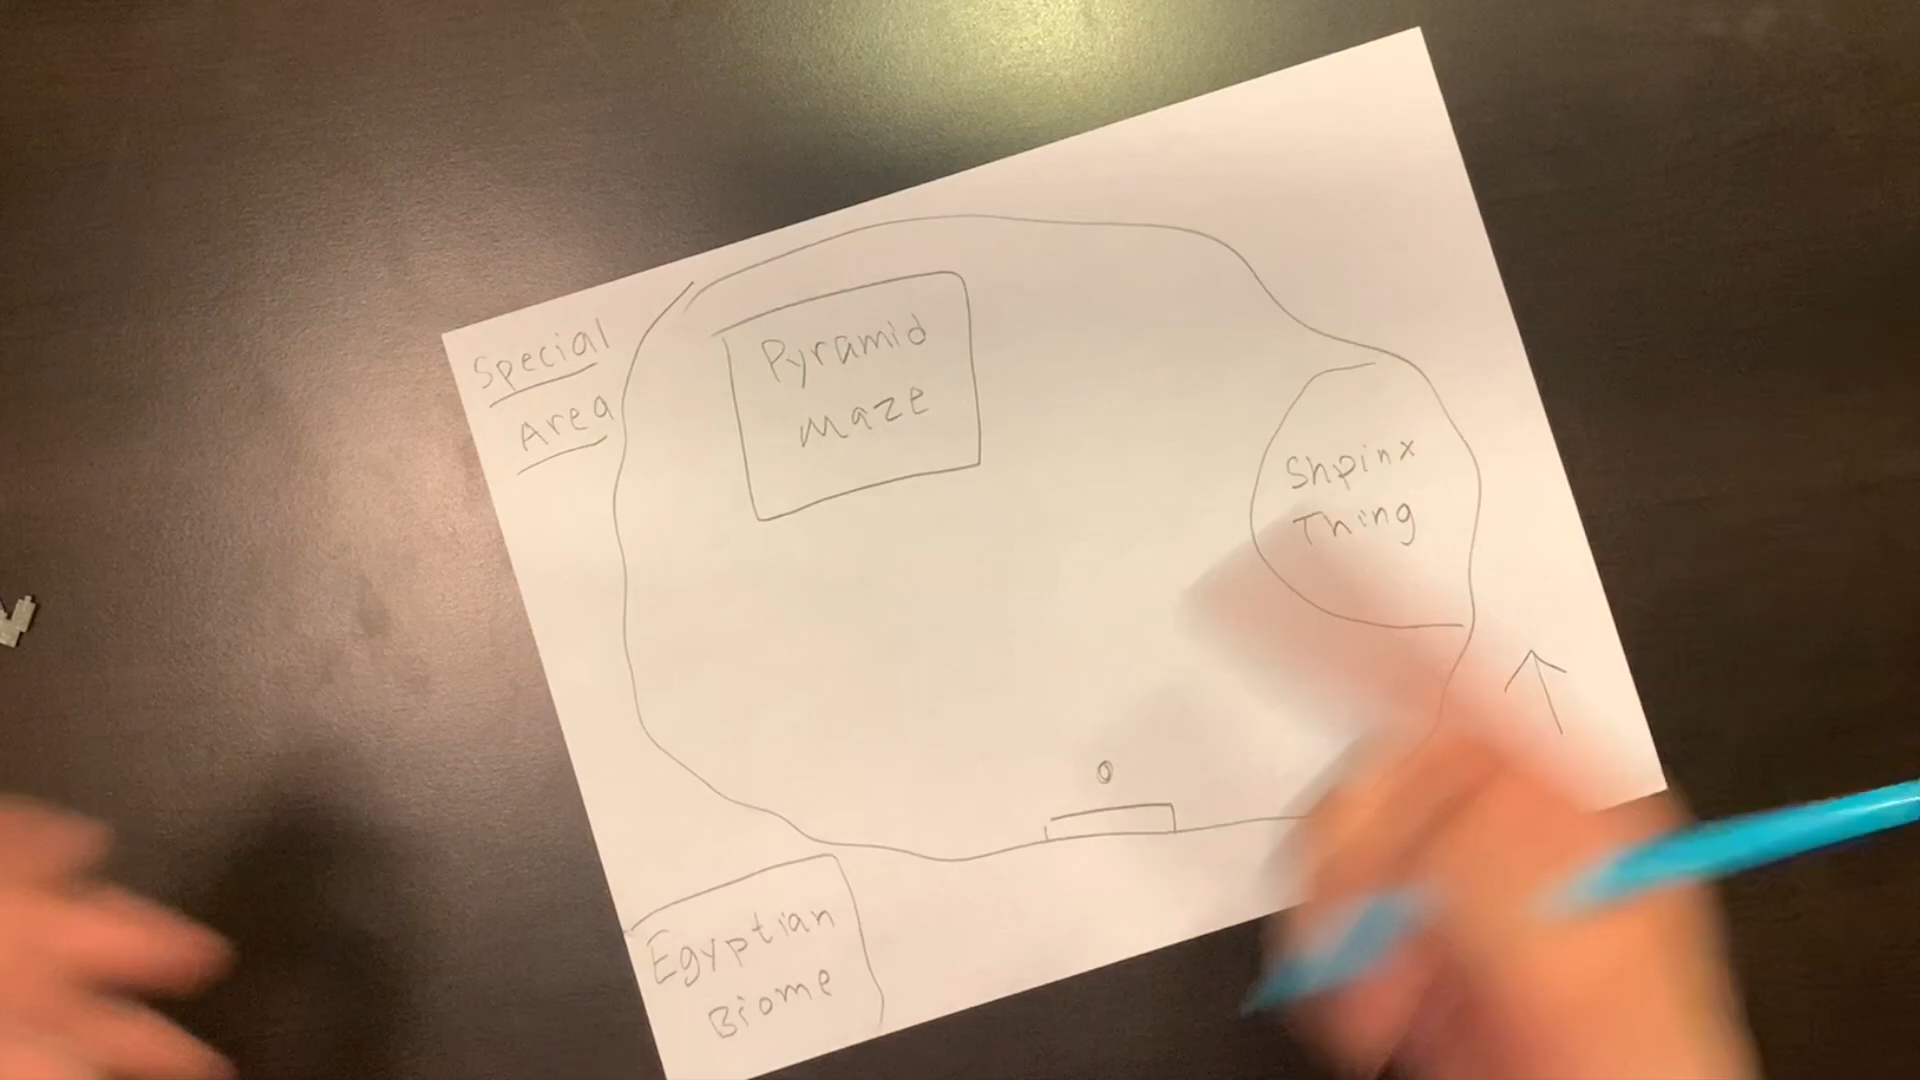 Special
Area
Pyramid
maze
Shpinx
Thing
Egyptian
Biome